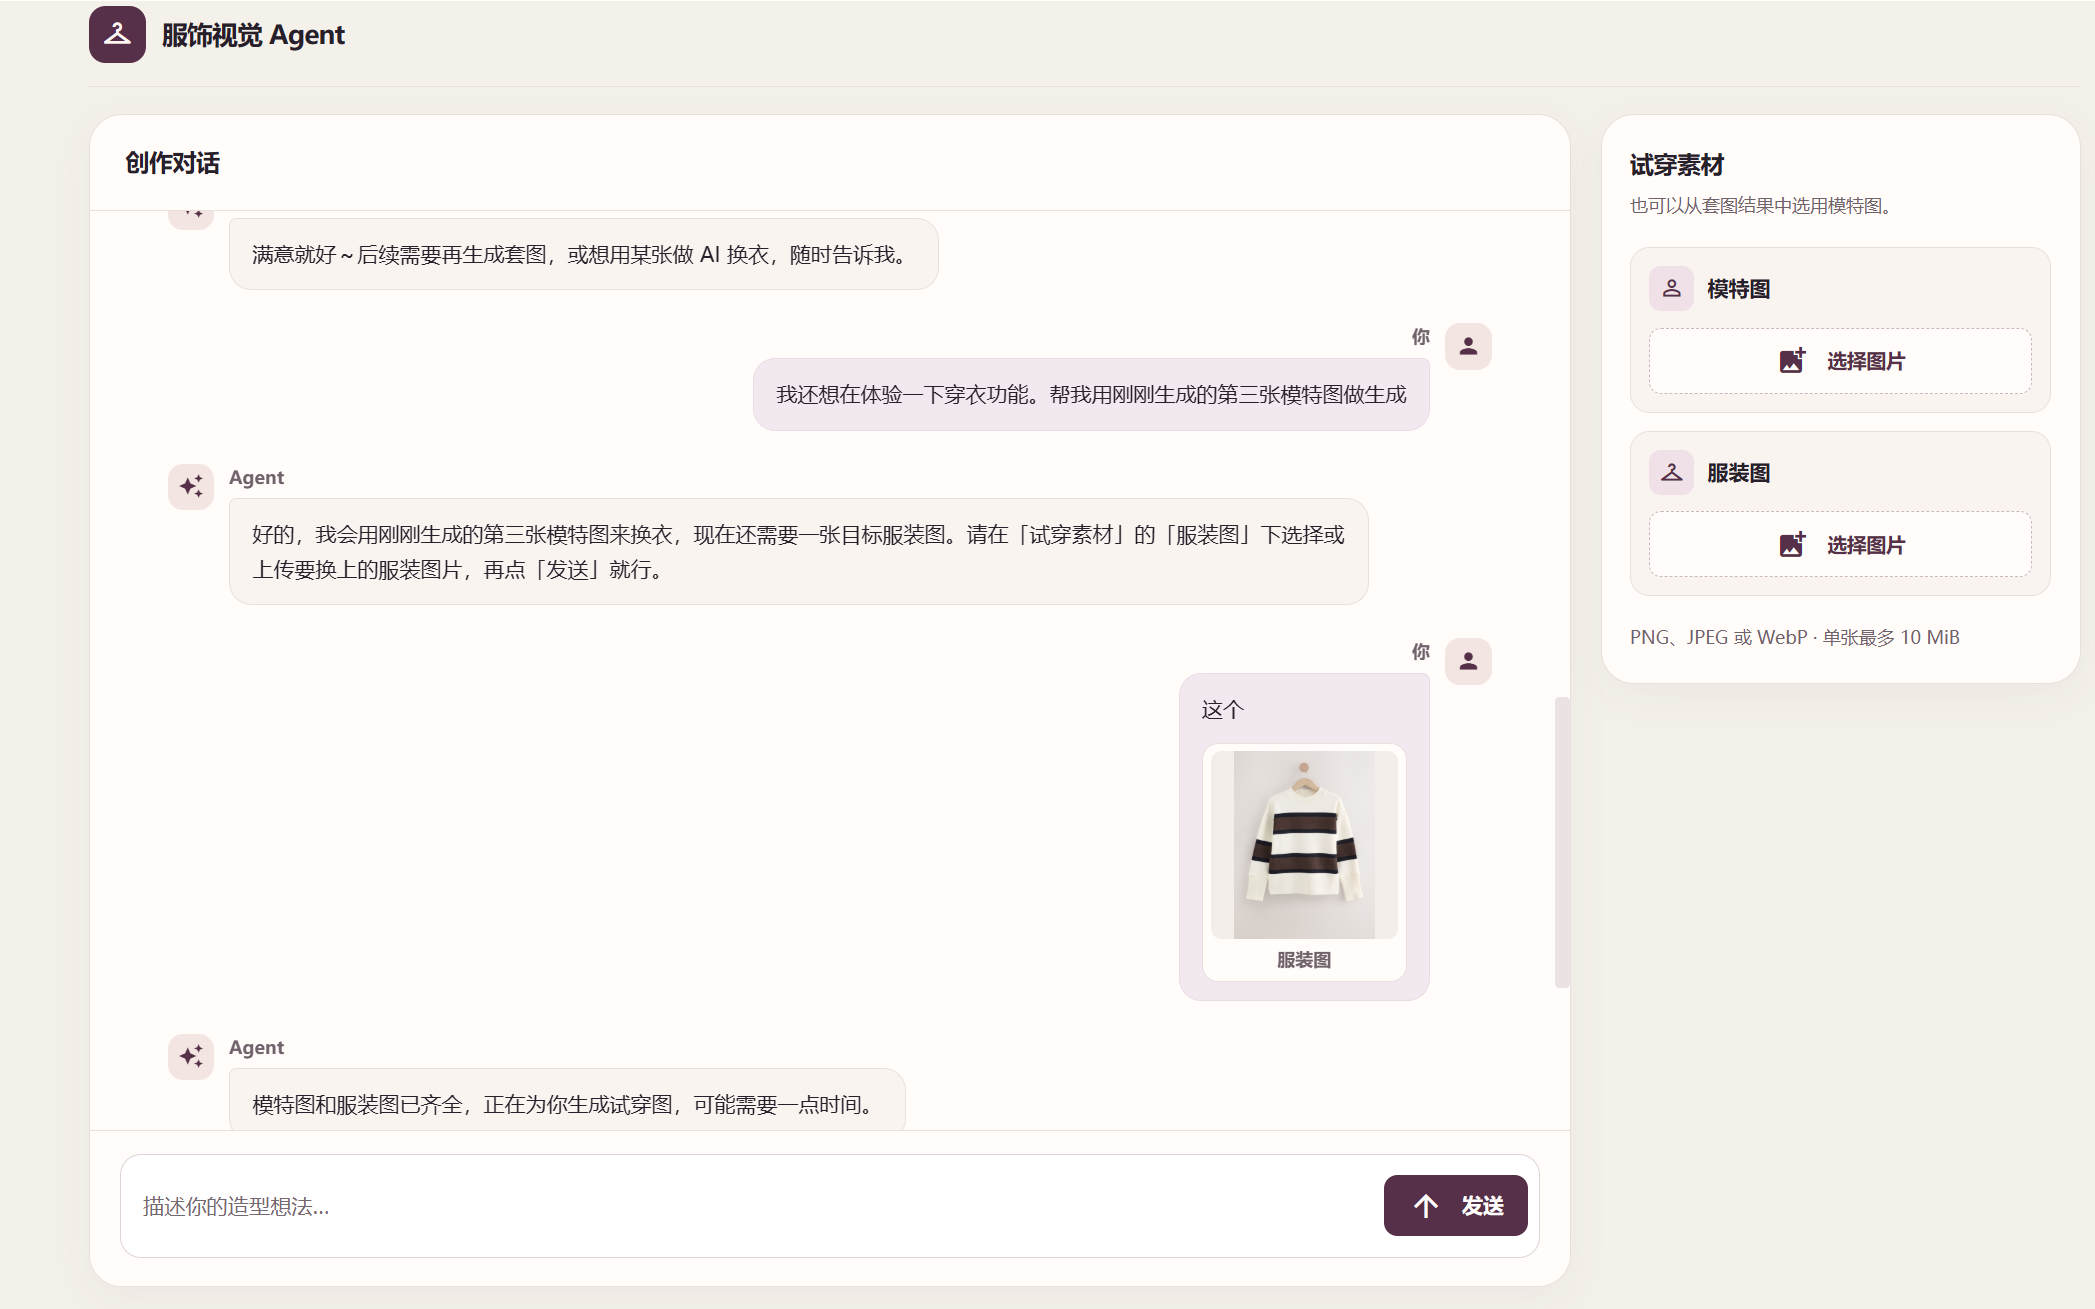 服饰视觉 Agent
创作对话
满意就好～后续需要再生成套图，或想用某张做 AI 换衣，随时告诉我。
你
我还想在体验一下穿衣功能。帮我用刚刚生成的第三张模特图做生成
Agent
好的，我会用刚刚生成的第三张模特图来换衣，现在还需要一张目标服装图。请在「试穿素材」的「服装图」下选择或
上传要换上的服装图片，再点「发送」就行。
你
这个
服装图
Agent
模特图和服装图已齐全，正在为你生成试穿图，可能需要一点时间。
描述你的造型想法...
发送
试穿素材
也可以从套图结果中选用模特图。
模特图
选择图片
服装图
选择图片
PNG、JPEG 或 WebP · 单张最多 10 MiB